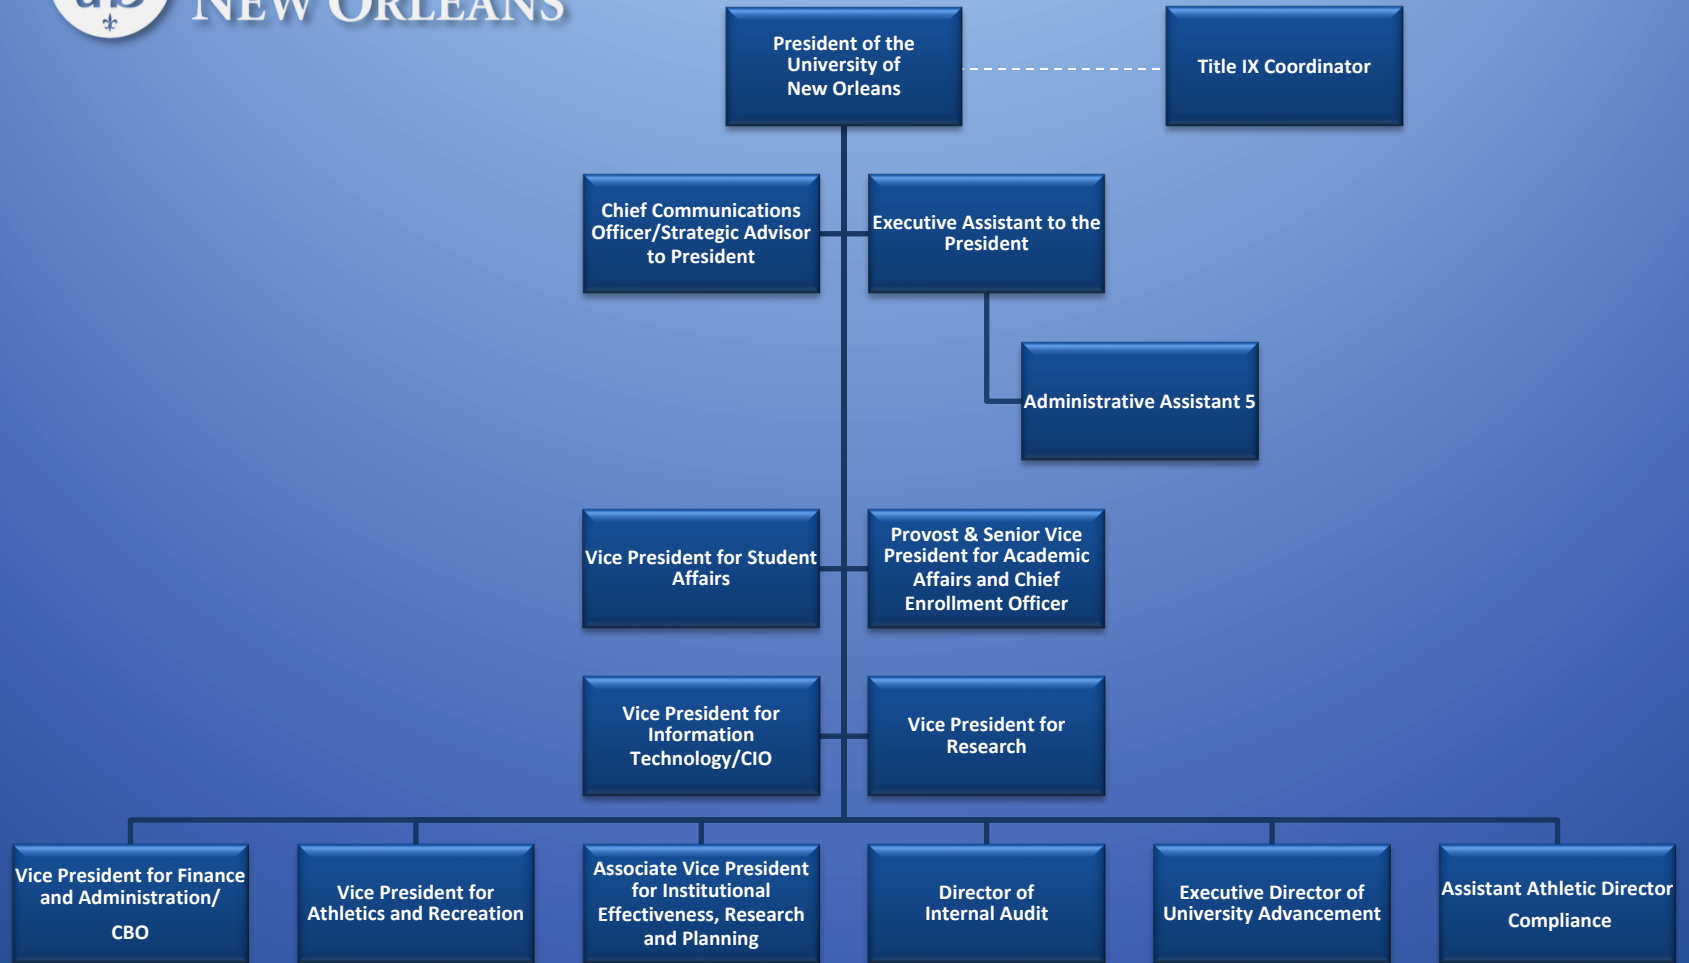 NEW ORLEANS
President of the
University of
New Orleans
Title IX Coordinator
Chief Communications
Officer/Strategic Advisor
to President
Executive Assistant to the
President
Administrative Assistant 5
Vice President for Student
Affairs
Provost & Senior Vice
President for Academic
Affairs and Chief
Enrollment Officer
Vice President for
Information
Technology/CIO
Vice President for
Research
Vice President for Finance
and Administration/
CBO
Vice President for
Athletics and Recreation
Associate Vice President
for Institutional
Effectiveness, Research
and Planning
Director of
Internal Audit
Executive Director of
University Advancement
Assistant Athletic Director
Compliance